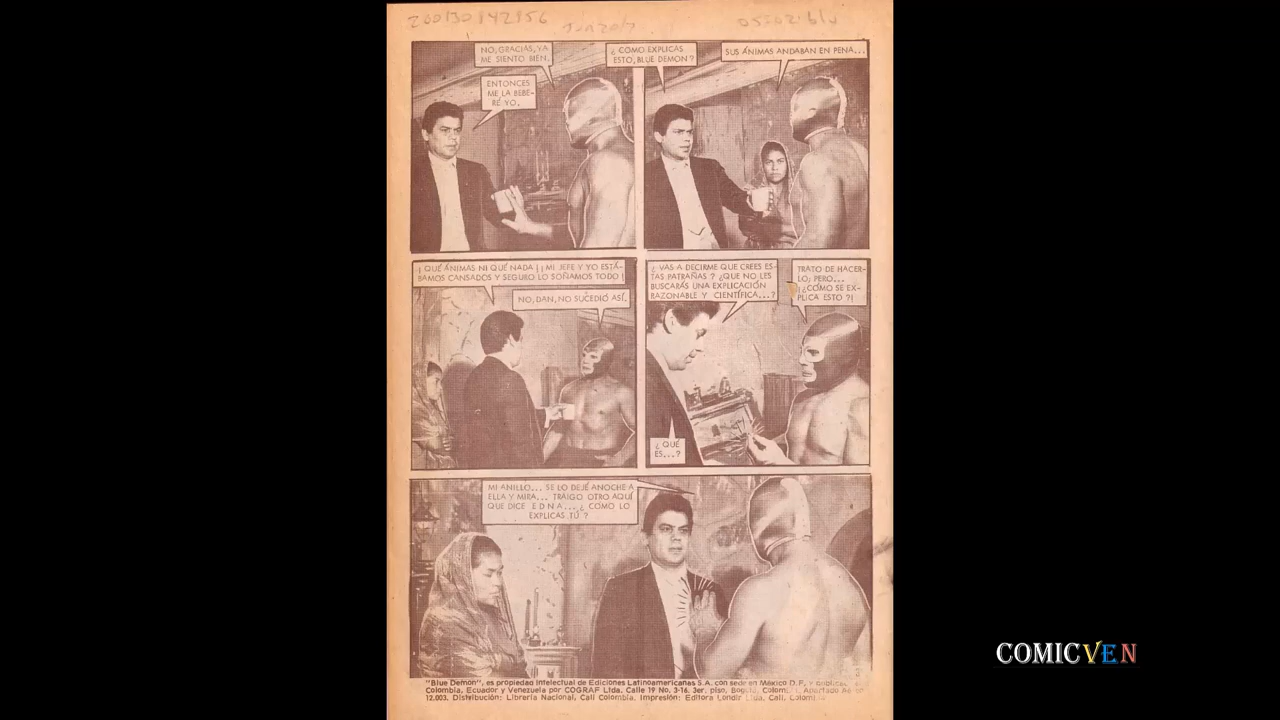 NO, GRACIAS, YA
ME SIENTO BIEN.
ENTONCES
ME LA BEBE-
RÉ YO.
¿COMO EXPLICAS
ESTO, BLUE DEMON?
SUS ÁNIMAS ANDABAN EN PENA...
¡QUÉ ÁNIMAS NI QUÉ NADA! ¡MI JEFE Y YO ESTÁ-
BAMOS CANSADOS Y SEGURO LO SOÑAMOS TODO!
NO, DAN, NO SUCEDIÓ ASÍ.
¿VAS A DECIRME QUE CREES ES-
TAS PATRAÑAS? ¿QUE NO LES
BUSCARÁS UNA EXPLICACIÓN
RAZONABLE Y CIENTÍFICA...?
TRATO DE HACER-
LO; PERO...
¡¿CÓMO SE EX-
PLICA ESTO?!
¿QUÉ
ES...?
MI ANILLO... SE LO DEJÉ ANOCHE A
ELLA Y MIRA... TRAIGO OTRO AQUÍ
QUE DICE EDNA...¿COMO LO
EXPLICAS TÚ?
"Blue Demon", es propiedad intelectual de Ediciones Latinoamericanas S.A. con sede en México D.F. y
Colombia, Ecuador y Venezuela por COGRAF Ltda. Calle 19 No. 3-16. 3er. piso, Apartado
12.003. Distribución: Librería Nacional, Cali Colombia. Impresión: Editora Cali,
COMICVEN